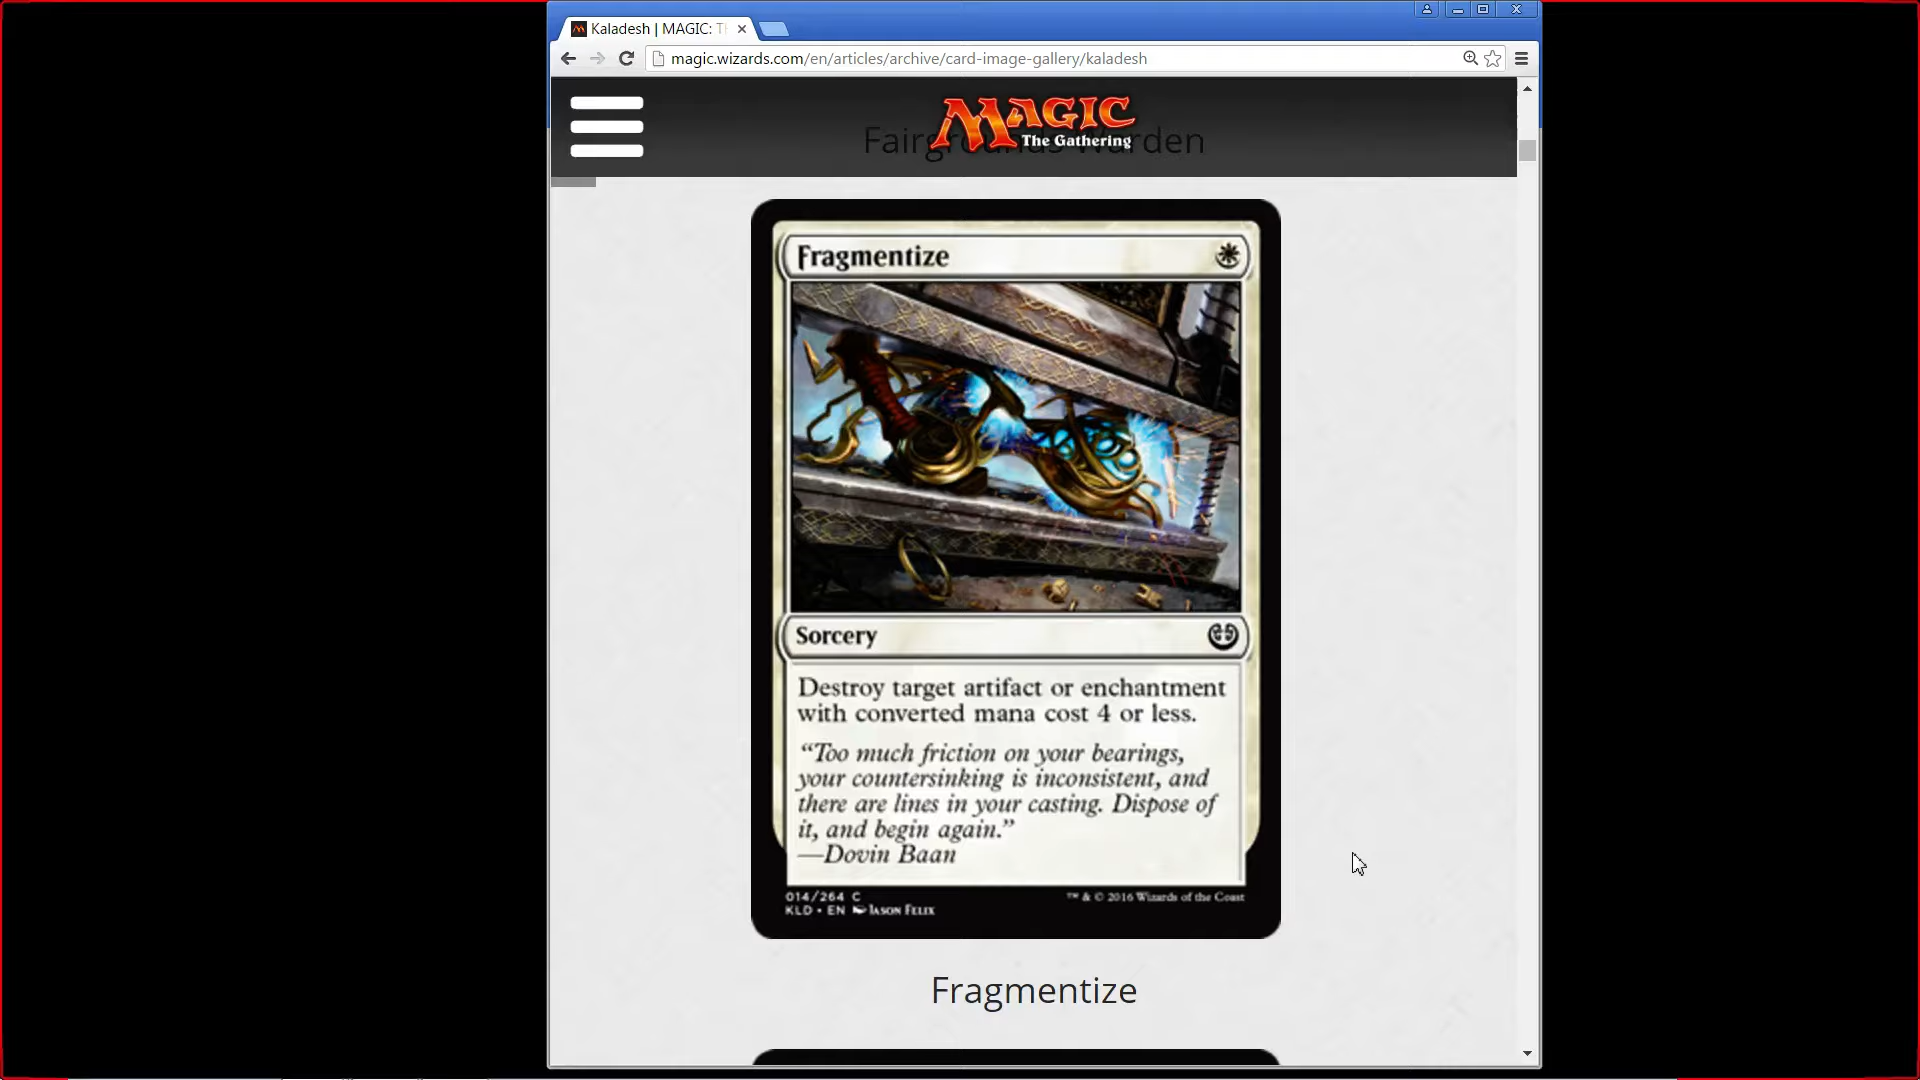 Kaladesh | MAGIC: T
magic.wizards.com/en/articles/archive/card-image-gallery/kaladesh
MAGIC
The Gathering
Fairgrounds Warden
Fragmentize
Sorcery
Destroy target artifact or enchantment
with converted mana cost 4 or less.
“Too much friction on your bearings,
your countersinking is inconsistent, and
there are lines in your casting. Dispose of
it, and begin again.”
—Dovin Baan
014/264 C
™ & © 2016 Wizards of the Coast
KLD • EN Jason Felix
Fragmentize